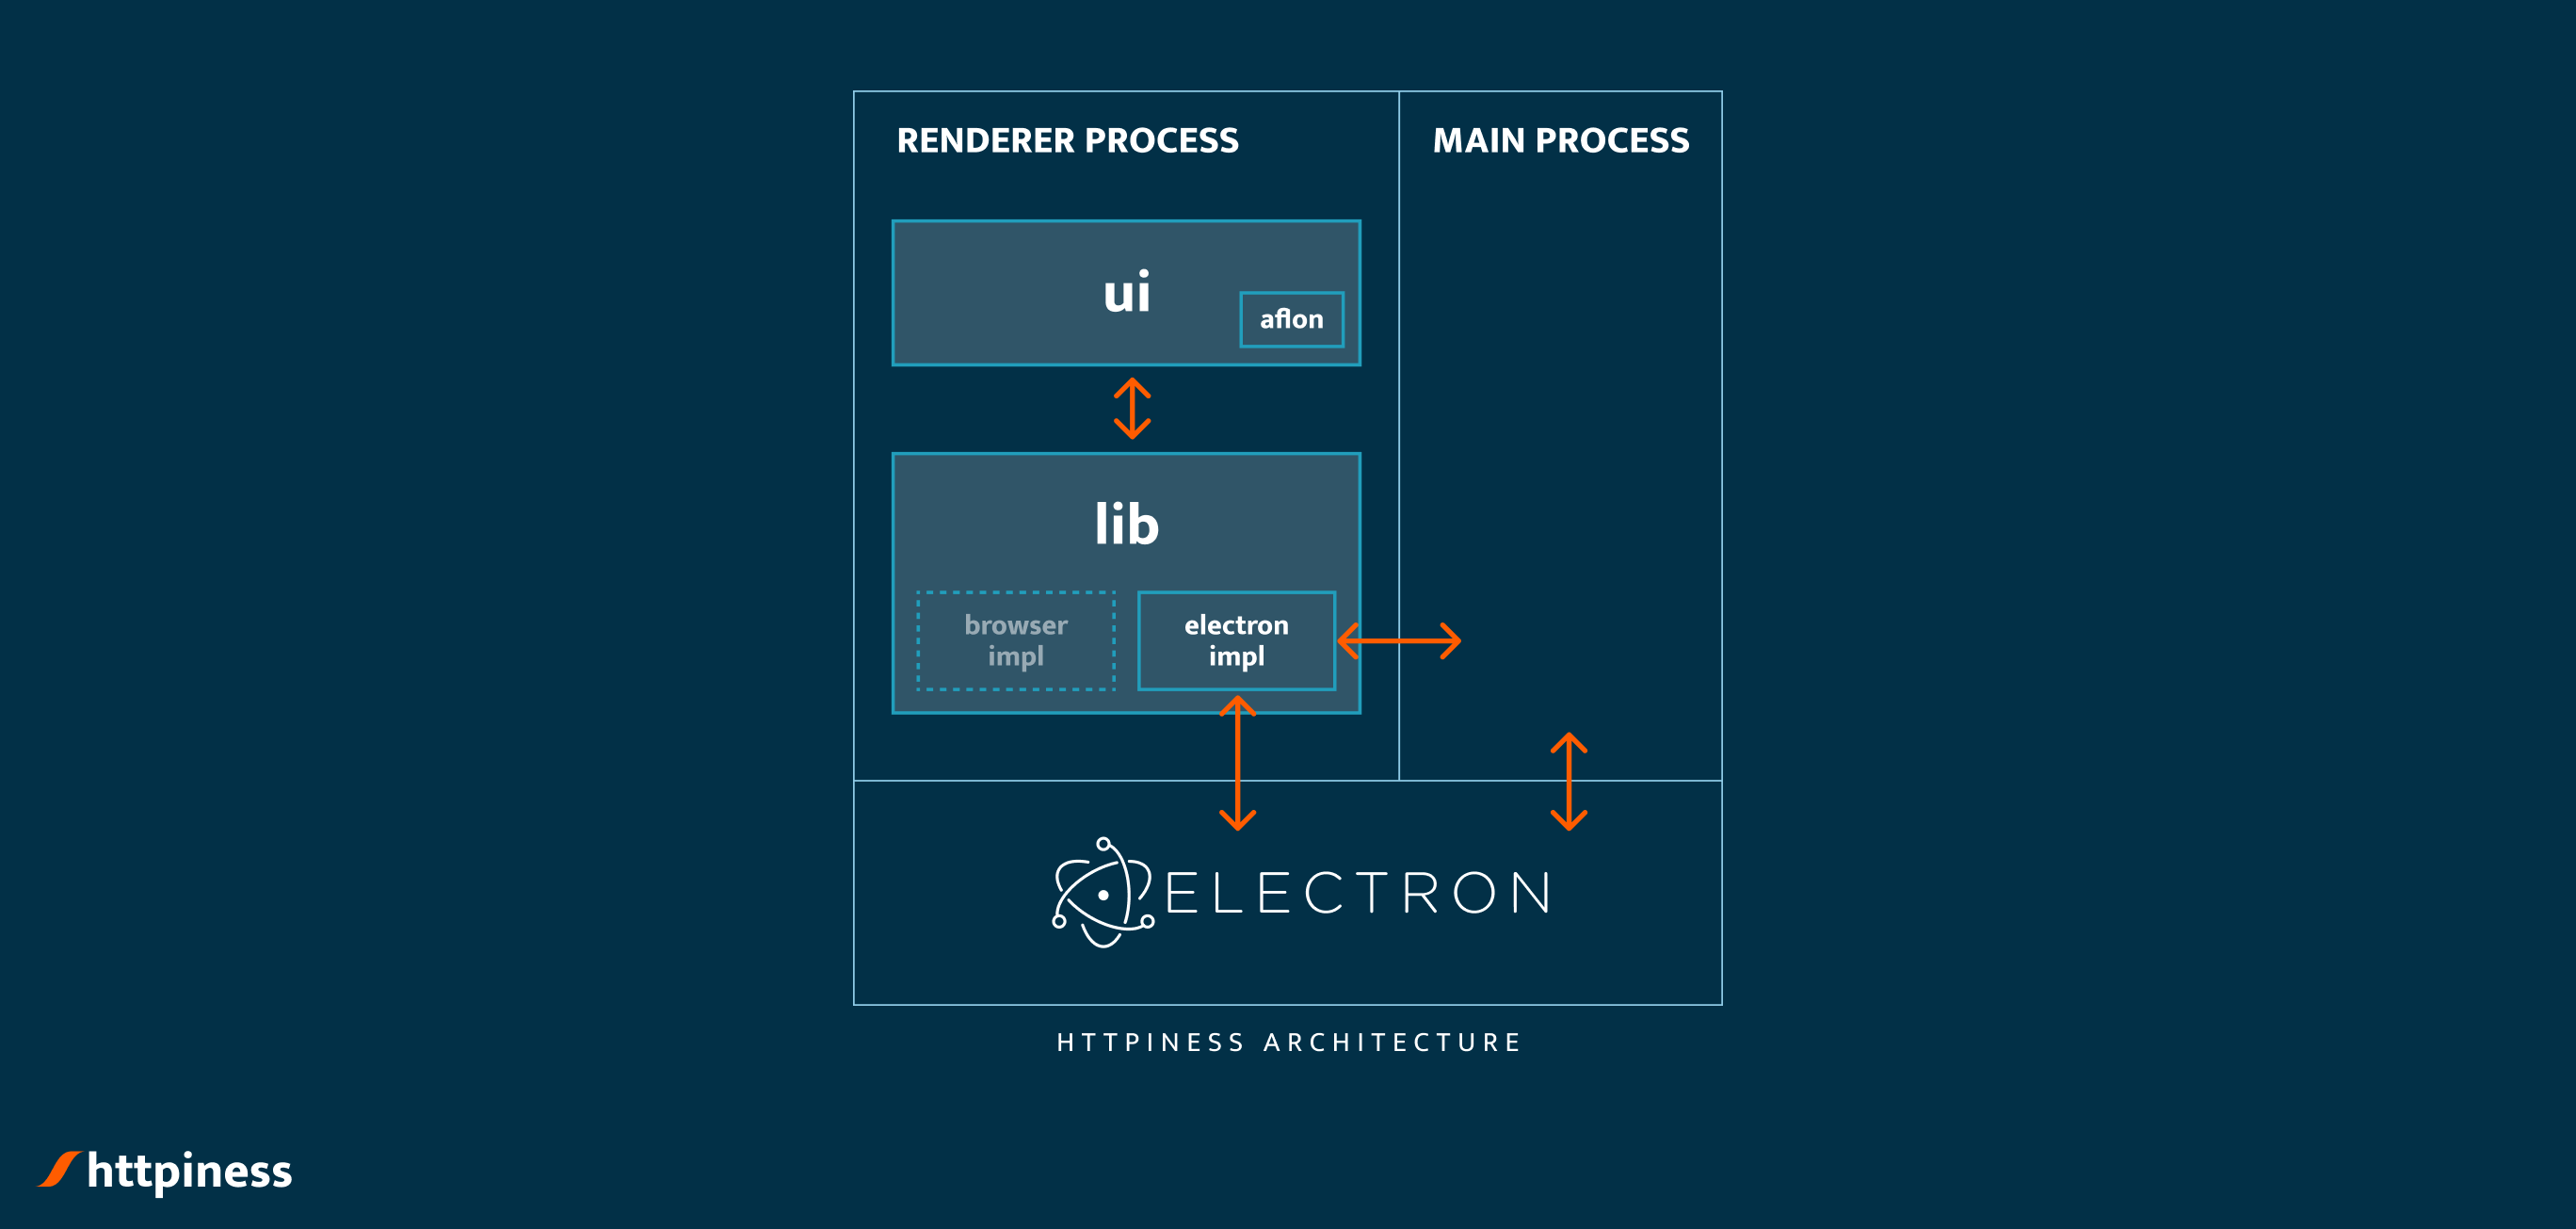 RENDERER PROCESS
MAIN PROCESS
ui
aflon
lib
browser
impl
electron
impl
ELECTRON
HTTPINESS ARCHITECTURE
httpiness